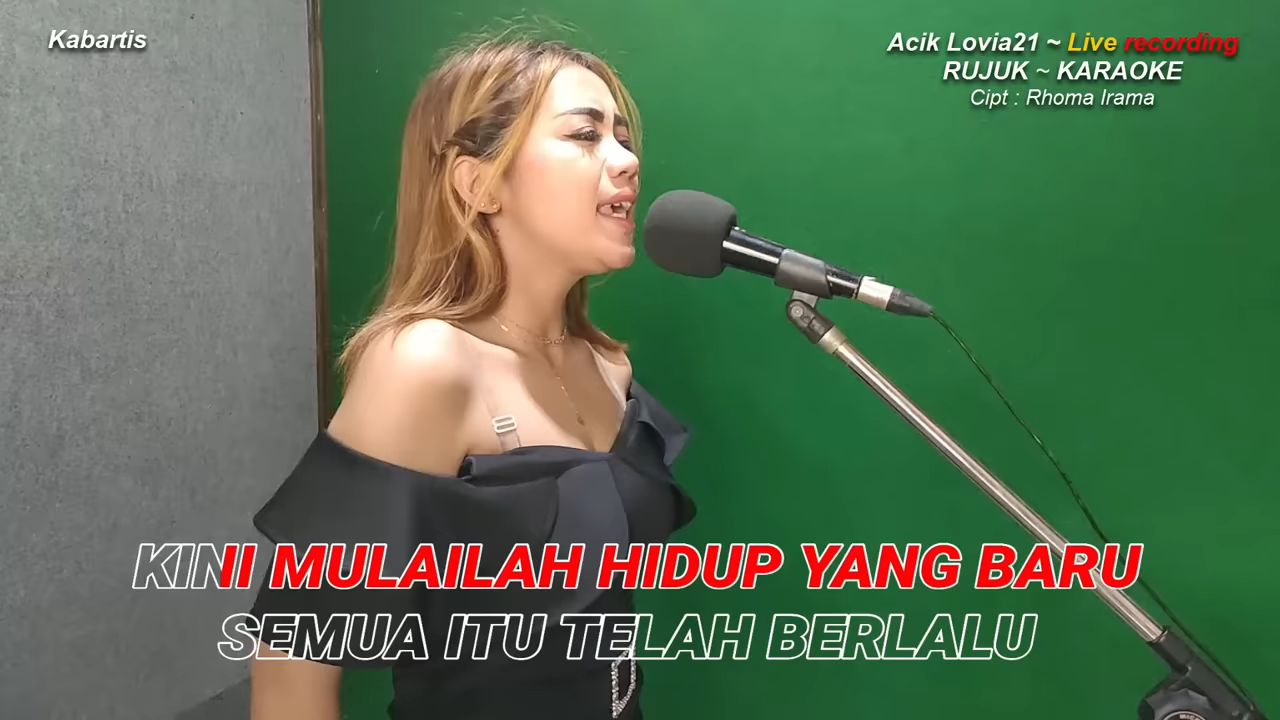 Kabartis
Acik Lovia21 ~ Live recording
RUJUK ~ KARAOKE
Cipt : Rhoma Irama
KINI MULAILAH HIDUP YANG BARU
SEMUA ITU TELAH BERLALU